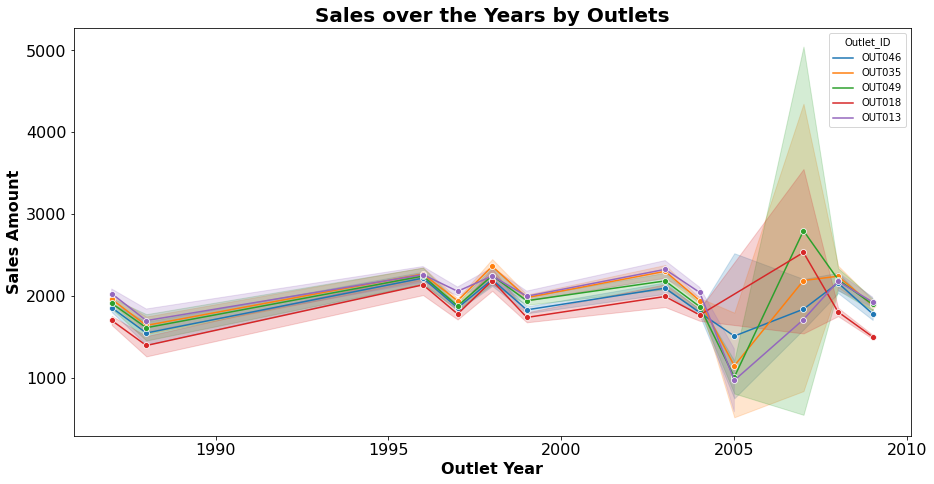 Sales over the Years by Outlets
Sales Amount
5000
4000
3000
2000
1000
Outlet_ID
OUT046
OUT035
OUT049
OUT018
OUT013
1990
1995
2000
2005
2010
Outlet Year